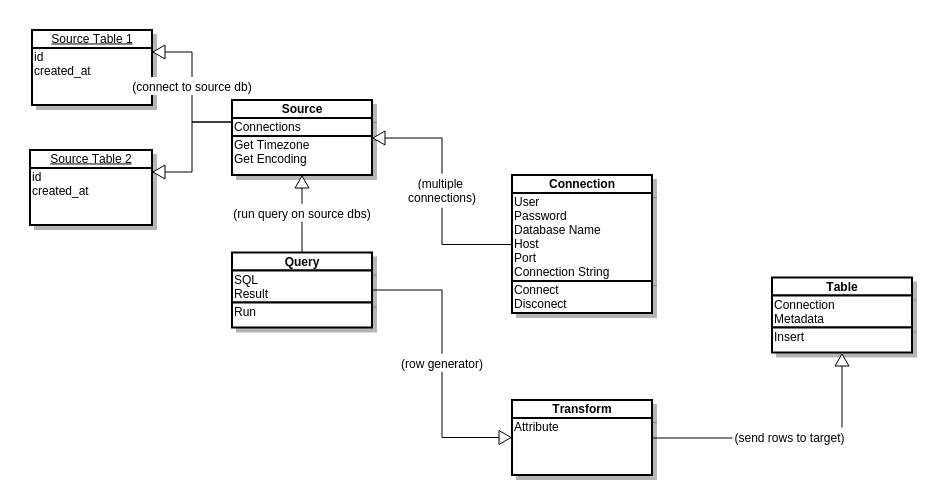 Source Table 1
id
created_at
(connect to source db)
Source
Connections
Get Timezone
Get Encoding
Source Table 2
id
created_at
(multiple
connections)
Connection
User
Password
Database Name
Host
Port
Connection String
Connect
Disconect
(run query on source dbs)
Query
SQL
Result
Run
Table
Connection
Metadata
Insert
(row generator)
Transform
Attribute
(send rows to target)